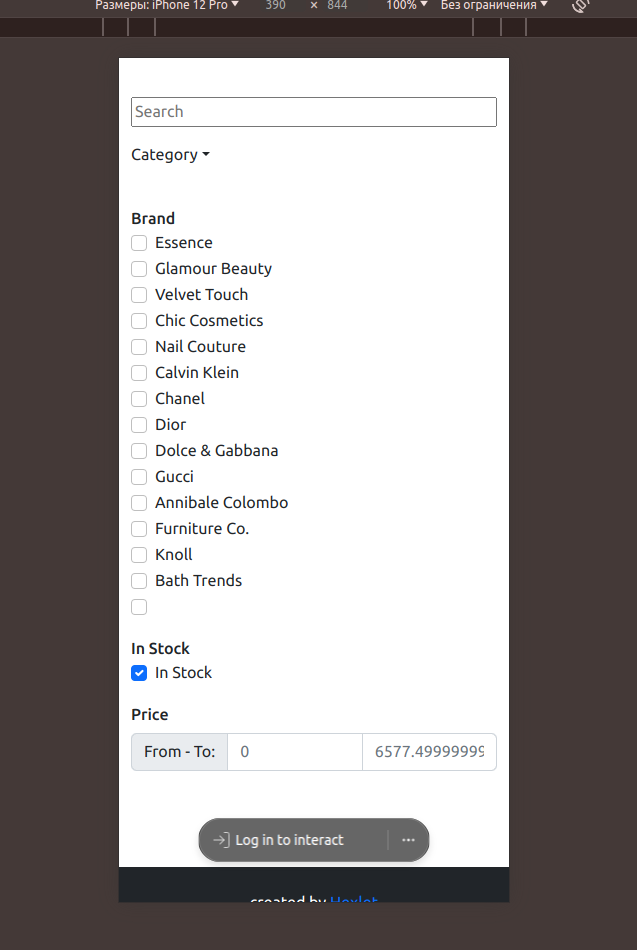 Размеры: iPhone 12 Pro 390 × 844 100% Без ограничения
Search
Category
Brand
Essence
Glamour Beauty
Velvet Touch
Chic Cosmetics
Nail Couture
Calvin Klein
Chanel
Dior
Dolce & Gabbana
Gucci
Annibale Colombo
Furniture Co.
Knoll
Bath Trends
In Stock
In Stock
Price
From - To: 0 6577.49999999
Log in to interact
created by Hexlet